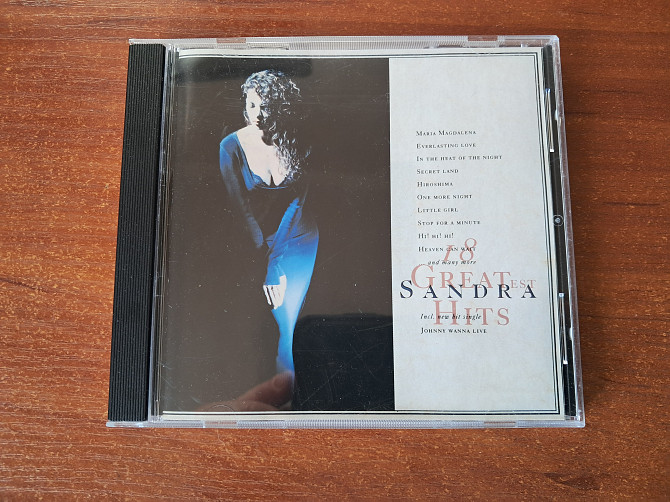 MARIA MAGDALENA
EVERLASTING LOVE
IN THE HEAT OF THE NIGHT
SECRET LAND
HIROSHIMA
ONE MORE NIGHT
LITTLE GIRL
STOP FOR A MINUTE
HI! HI! HI!
HEAVEN CAN WAIT
...and many more
18
GREATEST
SANDRA
HITS
Incl. new hit single
JOHNNY WANNA LIVE